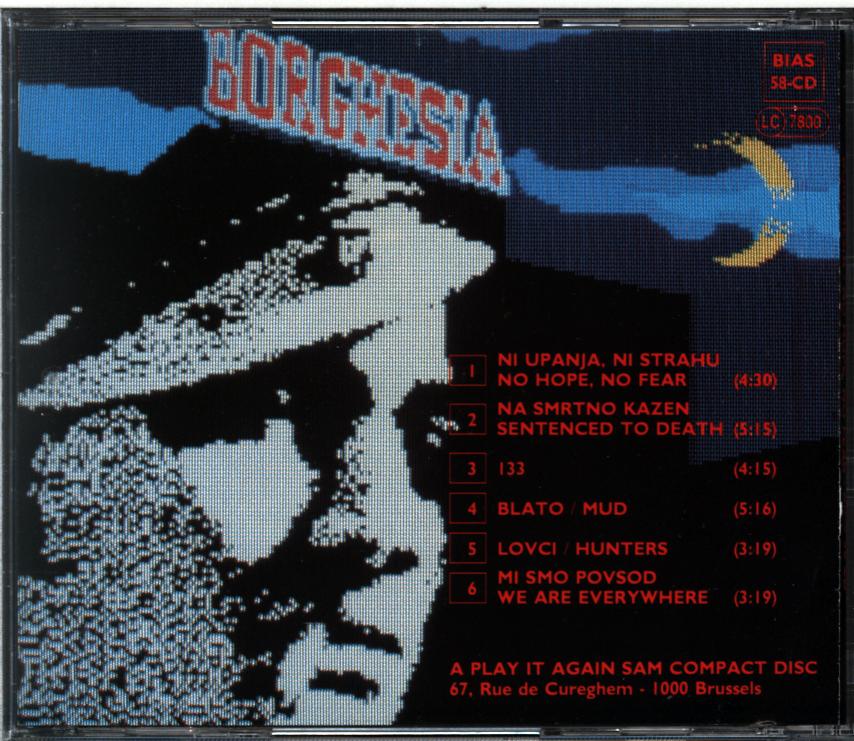 BORGHESIA
BIAS
58-CD
LC 7800
1 NI UPANJA, NI STRAHU
NO HOPE, NO FEAR (4:30)
2 NA SMRTNO KAZEN
SENTENCED TO DEATH (5:15)
3 133 (4:15)
4 BLATO / MUD (5:16)
5 LOVCI / HUNTERS (3:19)
6 MI SMO POVSOD
WE ARE EVERYWHERE (3:19)
A PLAY IT AGAIN SAM COMPACT DISC
67, Rue de Cureghem - 1000 Brussels